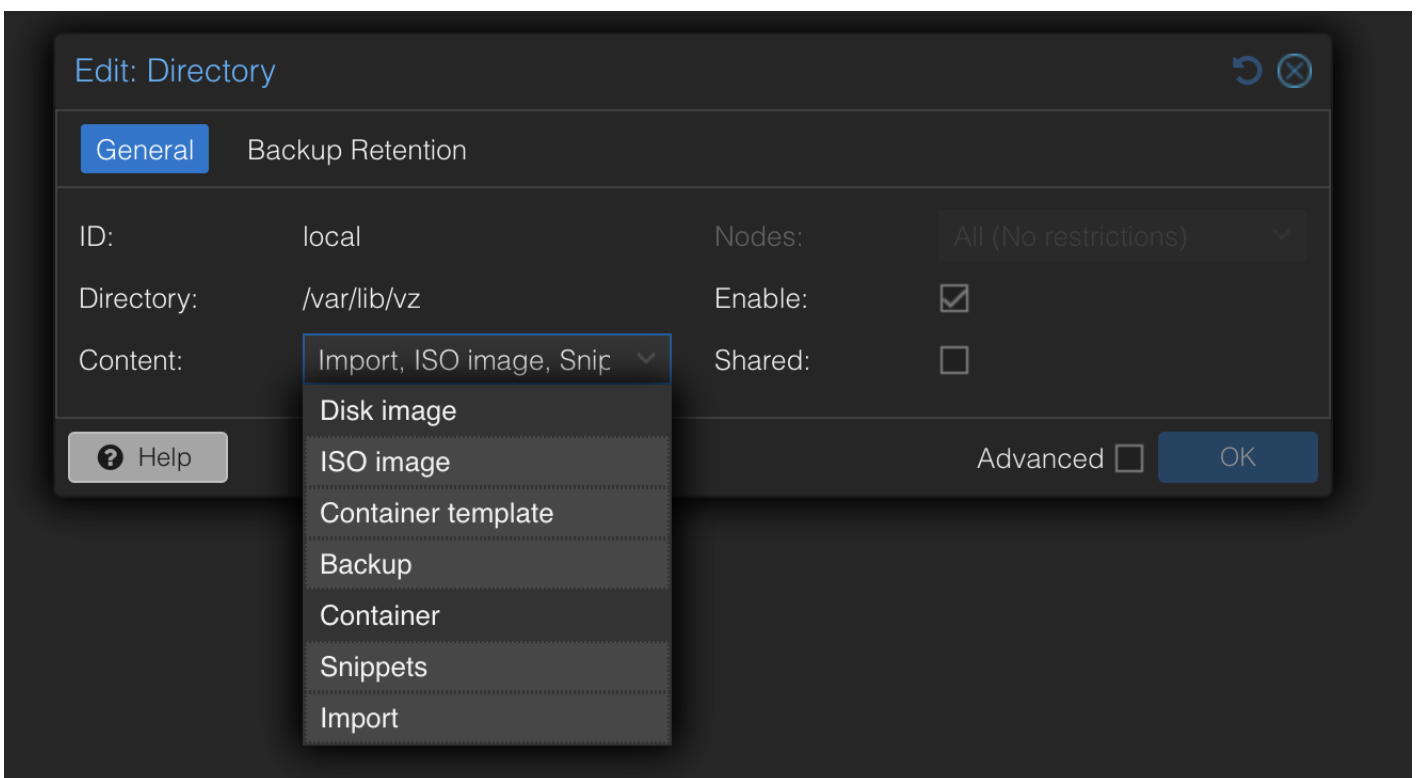 Edit: Directory
General Backup Retention
ID: local Nodes: All (No restrictions)
Directory: /var/lib/vz Enable:
Content: Import, ISO image, Snip Shared:
Disk image
ISO image
Help Advanced OK
Container template
Backup
Container
Snippets
Import